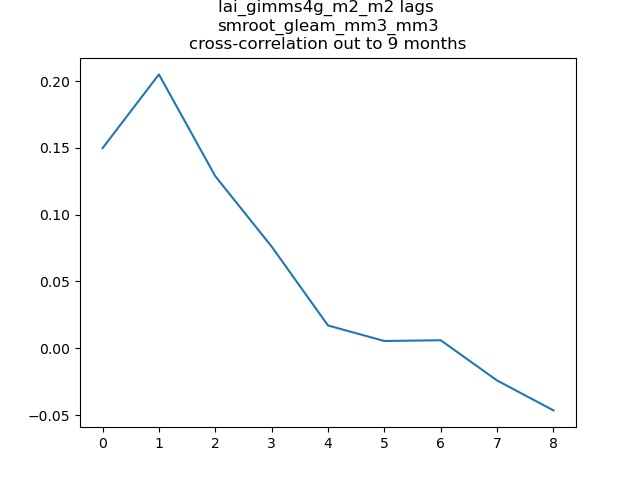 lai_gimms4g_m2_m2 lags
smroot_gleam_mm3_mm3
cross-correlation out to 9 months
0.20
0.15
0.10
0.05
0.00
−0.05
0 1 2 3 4 5 6 7 8